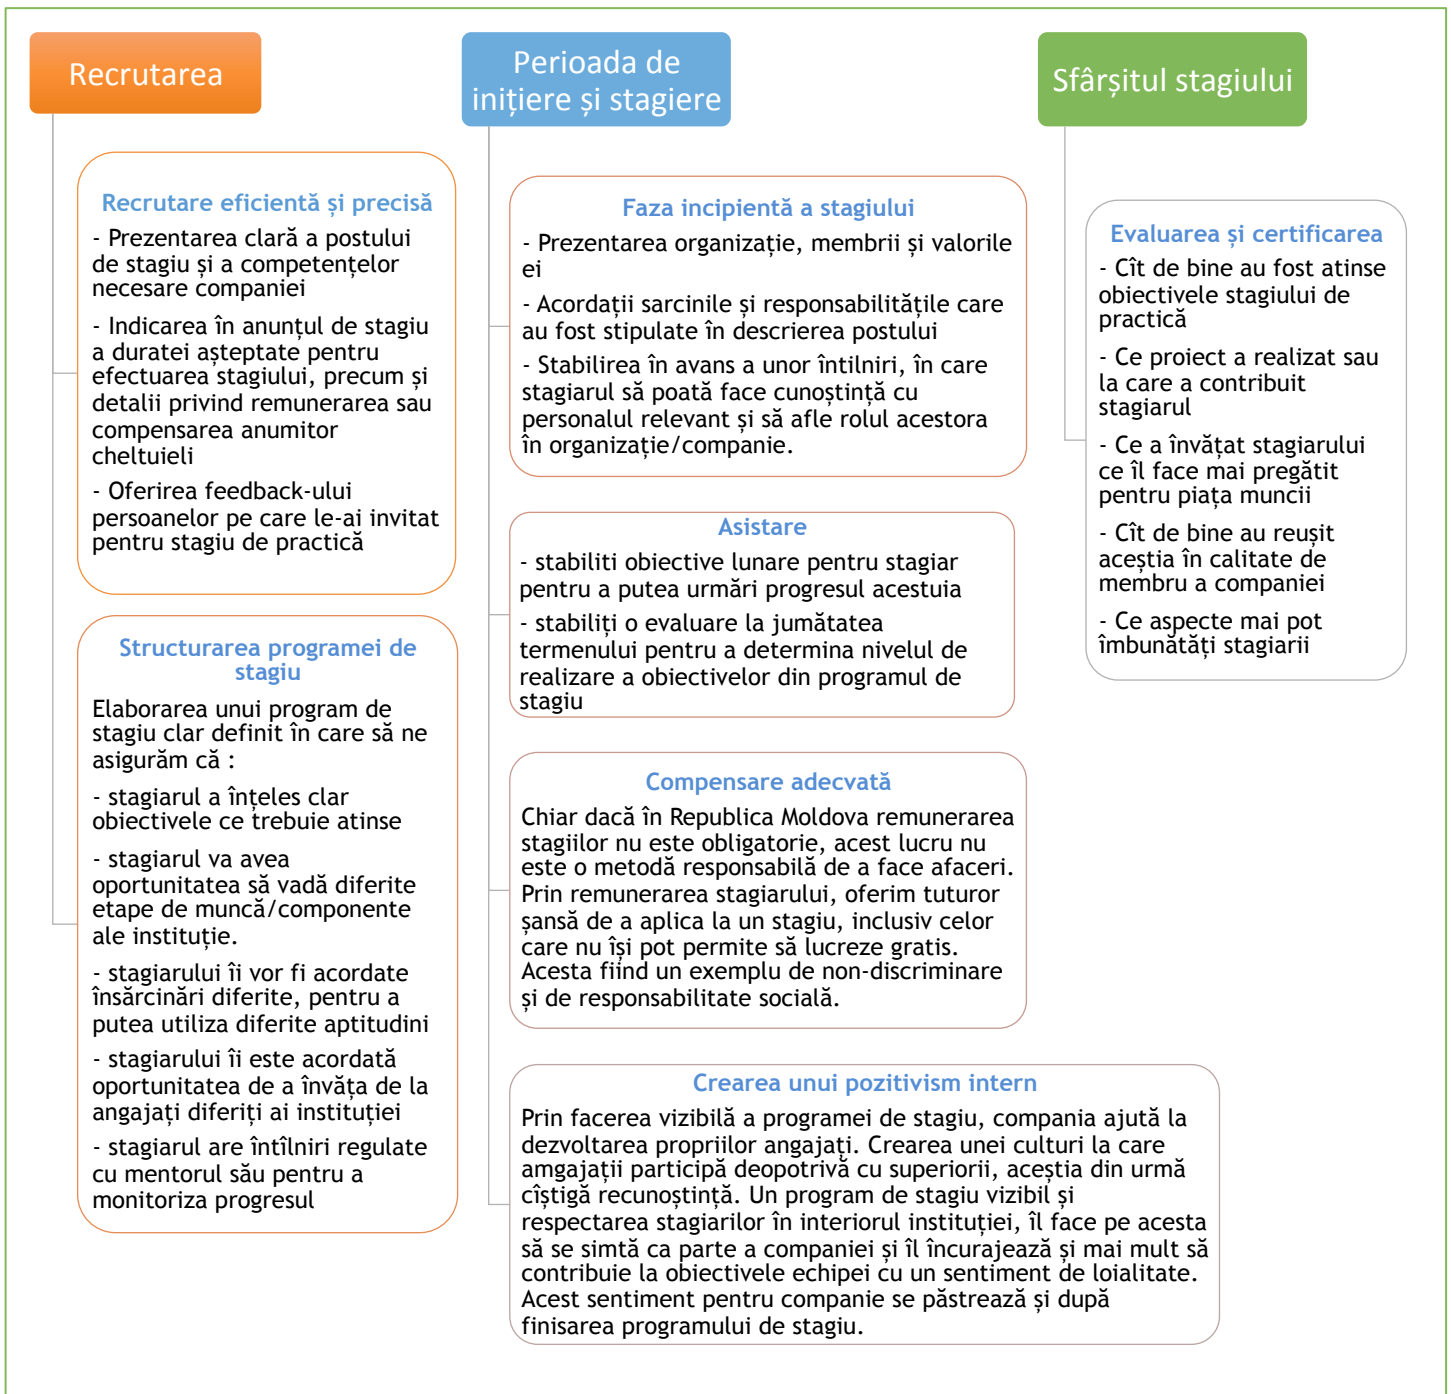 Recrutarea
Recrutare eficientă și precisă
- Prezentarea clară a postului
de stagiu și a competențelor
necesare companiei
- Indicarea în anunțul de stagiu
a duratei așteptate pentru
efectuarea stagiului, precum și
detalii privind remunerarea sau
compensarea anumitor
cheltuieli
- Oferirea feedback-ului
persoanelor pe care le-ai invitat
pentru stagiu de practică
Structurarea programei de
stagiu
Elaborarea unui program de
stagiu clar definit în care să ne
asigurăm că :
- stagiarul a înțeles clar
obiectivele ce trebuie atinse
- stagiarul va avea
oportunitatea să vadă diferite
etape de muncă/componente
ale instituție.
- stagiarului îi vor fi acordate
însărcinări diferite, pentru a
putea utiliza diferite aptitudini
- stagiarului îi este acordată
oportunitatea de a învăța de la
angajați diferiți ai instituției
- stagiarul are întîlniri regulate
cu mentorul său pentru a
monitoriza progresul
Perioada de
inițiere și stagiere
Faza incipientă a stagiului
- Prezentarea organizație, membrii și valorile
ei
- Acordații sarcinile și responsabilitățile care
au fost stipulate în descrierea postului
- Stabilirea în avans a unor întilniri, în care
stagiarul să poată face cunoștință cu
personalul relevant și să afle rolul acestora
în organizație/companie.
Asistare
- stabiliti obiective lunare pentru stagiar
pentru a putea urmări progresul acestuia
- stabiliți o evaluare la jumătatea
termenului pentru a determina nivelul de
realizare a obiectivelor din programul de
stagiu
Compensare adecvată
Chiar dacă în Republica Moldova remunerarea
stagiilor nu este obligatorie, acest lucru nu
este o metodă responsabilă de a face afaceri.
Prin remunerarea stagiarului, oferim tuturor
șansă de a aplica la un stagiu, inclusiv celor
care nu își pot permite să lucreze gratis.
Acesta fiind un exemplu de non-discriminare
și de responsabilitate socială.
Crearea unui pozitivism intern
Prin facerea vizibilă a programei de stagiu, compania ajută la
dezvoltarea propriilor angajați. Crearea unei culturi la care
amgajații participă deopotrivă cu superiorii, aceștia din urmă
cîștigă recunoștință. Un program de stagiu vizibil și
respectarea stagiarilor în interiorul instituției, îl face pe acesta
să se simtă ca parte a companiei și îl încurajează și mai mult să
contribuie la obiectivele echipei cu un sentiment de loialitate.
Acest sentiment pentru companie se păstrează și după
finisarea programului de stagiu.
Sfârșitul stagiului
Evaluarea și certificarea
- Cît de bine au fost atinse
obiectivele stagiului de
practică
- Ce proiect a realizat sau
la care a contribuit
stagiarul
- Ce a învățat stagiarului
ce îl face mai pregătit
pentru piața muncii
- Cît de bine au reușit
aceștia în calitate de
membru a companiei
- Ce aspecte mai pot
îmbunătăți stagiarii